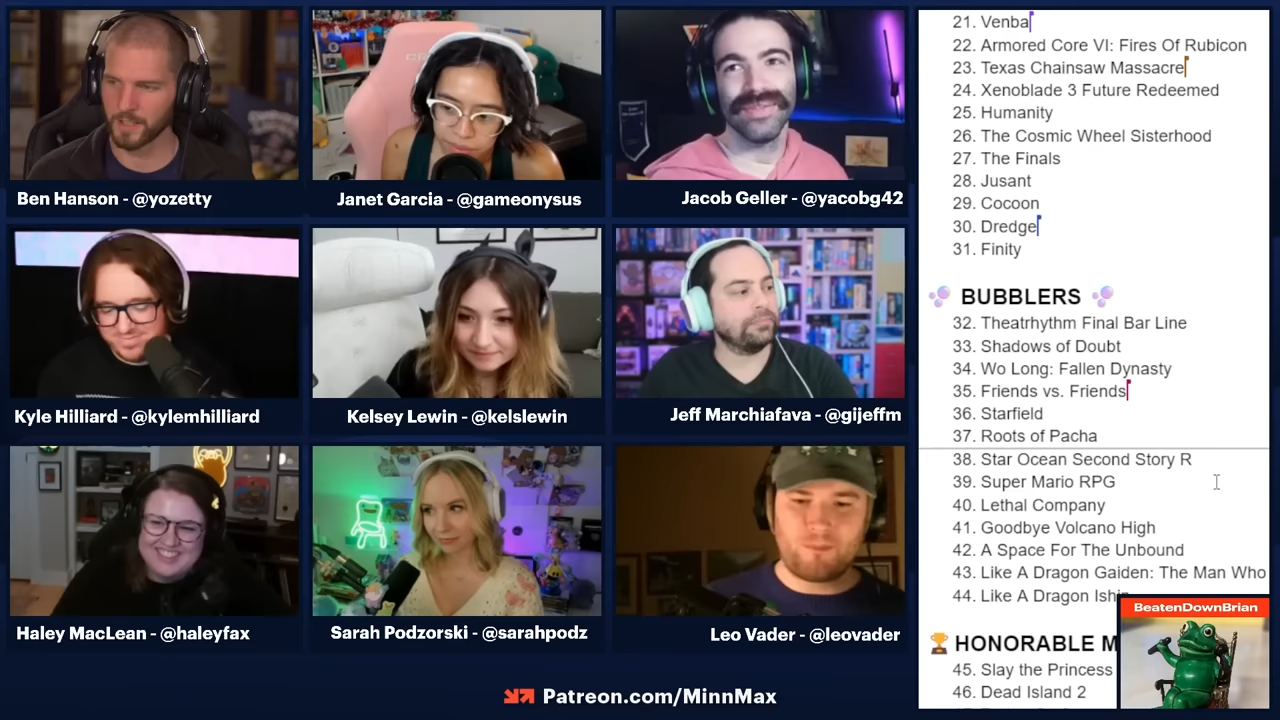 Ben Hanson - @yozetty
Janet Garcia - @gameonysus
Jacob Geller - @yacobg42
Kyle Hilliard - @kylemhilliard
Kelsey Lewin - @kelslewin
Jeff Marchiafava - @gijeffm
Haley MacLean - @haleyfax
Sarah Podzorski - @sarahpodz
Leo Vader - @leovader
Patreon.com/MinnMax
21. Venba
22. Armored Core VI: Fires Of Rubicon
23. Texas Chainsaw Massacre
24. Xenoblade 3 Future Redeemed
25. Humanity
26. The Cosmic Wheel Sisterhood
27. The Finals
28. Jusant
29. Cocoon
30. Dredge
31. Finity
BUBBLERS
32. Theatrhythm Final Bar Line
33. Shadows of Doubt
34. Wo Long: Fallen Dynasty
35. Friends vs. Friends
36. Starfield
37. Roots of Pacha
38. Star Ocean Second Story R
39. Super Mario RPG
40. Lethal Company
41. Goodbye Volcano High
42. A Space For The Unbound
43. Like A Dragon Gaiden: The Man Who
44. Like A Dragon
BeatenDownBrian
HONORABLE M
45. Slay the Princess
46. Dead Island 2